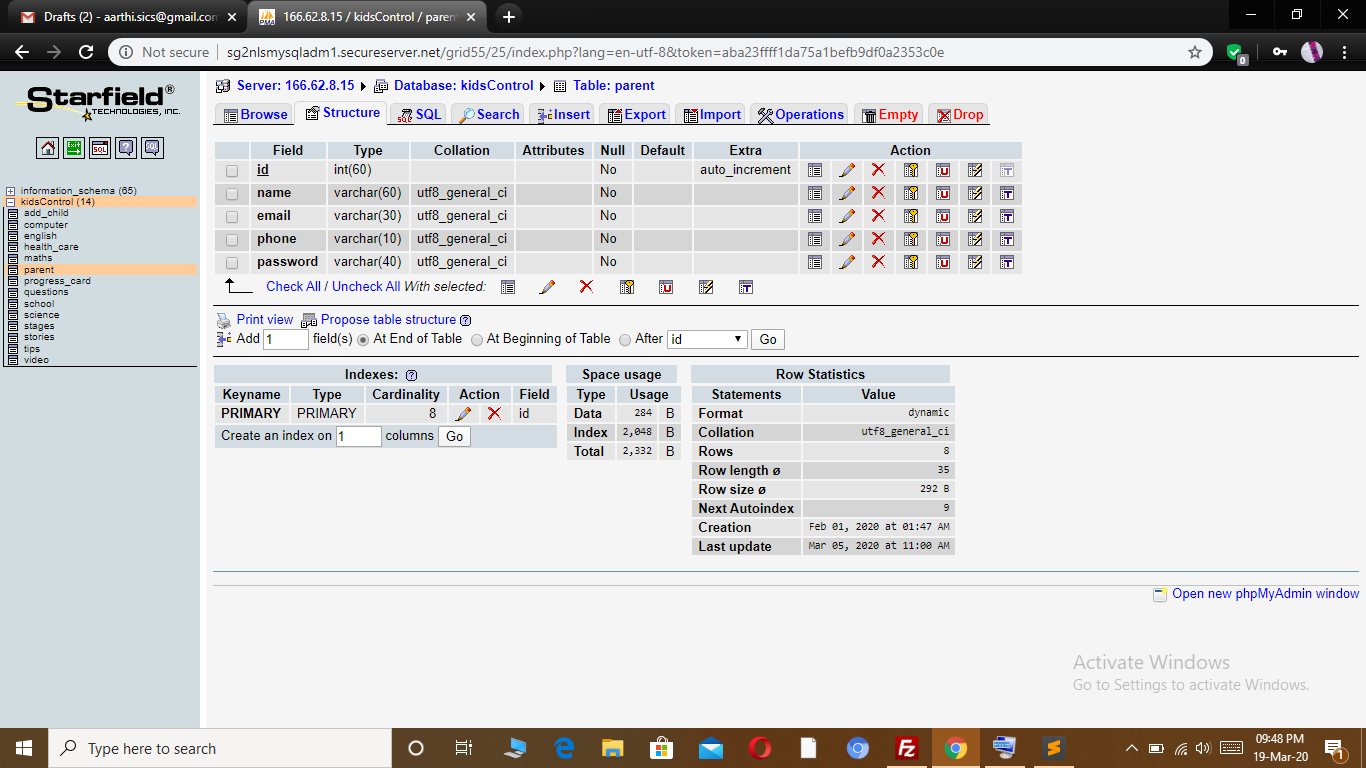 Drafts (2) - aarthi.sics@gmail.com
166.62.8.15 / kidsControl / parent
Not secure | sg2nlsmysqladm1.secureserver.net/grid55/25/index.php?lang=en-utf-8&token=aba23ffff1da75a1befb9df0a2353c0e
Starfield®
TECHNOLOGIES, INC.
information_schema (65)
kidsControl (14)
add_child
computer
english
health_care
maths
parent
progress_card
questions
school
science
stages
stories
tips
video
Server: 166.62.8.15 Database: kidsControl Table: parent
Browse Structure SQL Search Insert Export Import Operations Empty Drop
Field Type Collation Attributes Null Default Extra Action
id int(60) No auto_increment
name varchar(60) utf8_general_ci No
email varchar(30) utf8_general_ci No
phone varchar(10) utf8_general_ci No
password varchar(40) utf8_general_ci No
Check All / Uncheck All With selected:
Print view Propose table structure
Add 1 field(s) At End of Table At Beginning of Table After id Go
Indexes:
Keyname Type Cardinality Action Field
PRIMARY PRIMARY 8 id
Create an index on 1 columns Go
Space usage
Type Usage
Data 284 B
Index 2,048 B
Total 2,332 B
Row Statistics
Statements Value
Format dynamic
Collation utf8_general_ci
Rows 8
Row length ø 35
Row size ø 292 B
Next Autoindex 9
Creation Feb 01, 2020 at 01:47 AM
Last update Mar 05, 2020 at 11:00 AM
Open new phpMyAdmin window
Activate Windows
Go to Settings to activate Windows.
Type here to search
09:48 PM
19-Mar-20
1